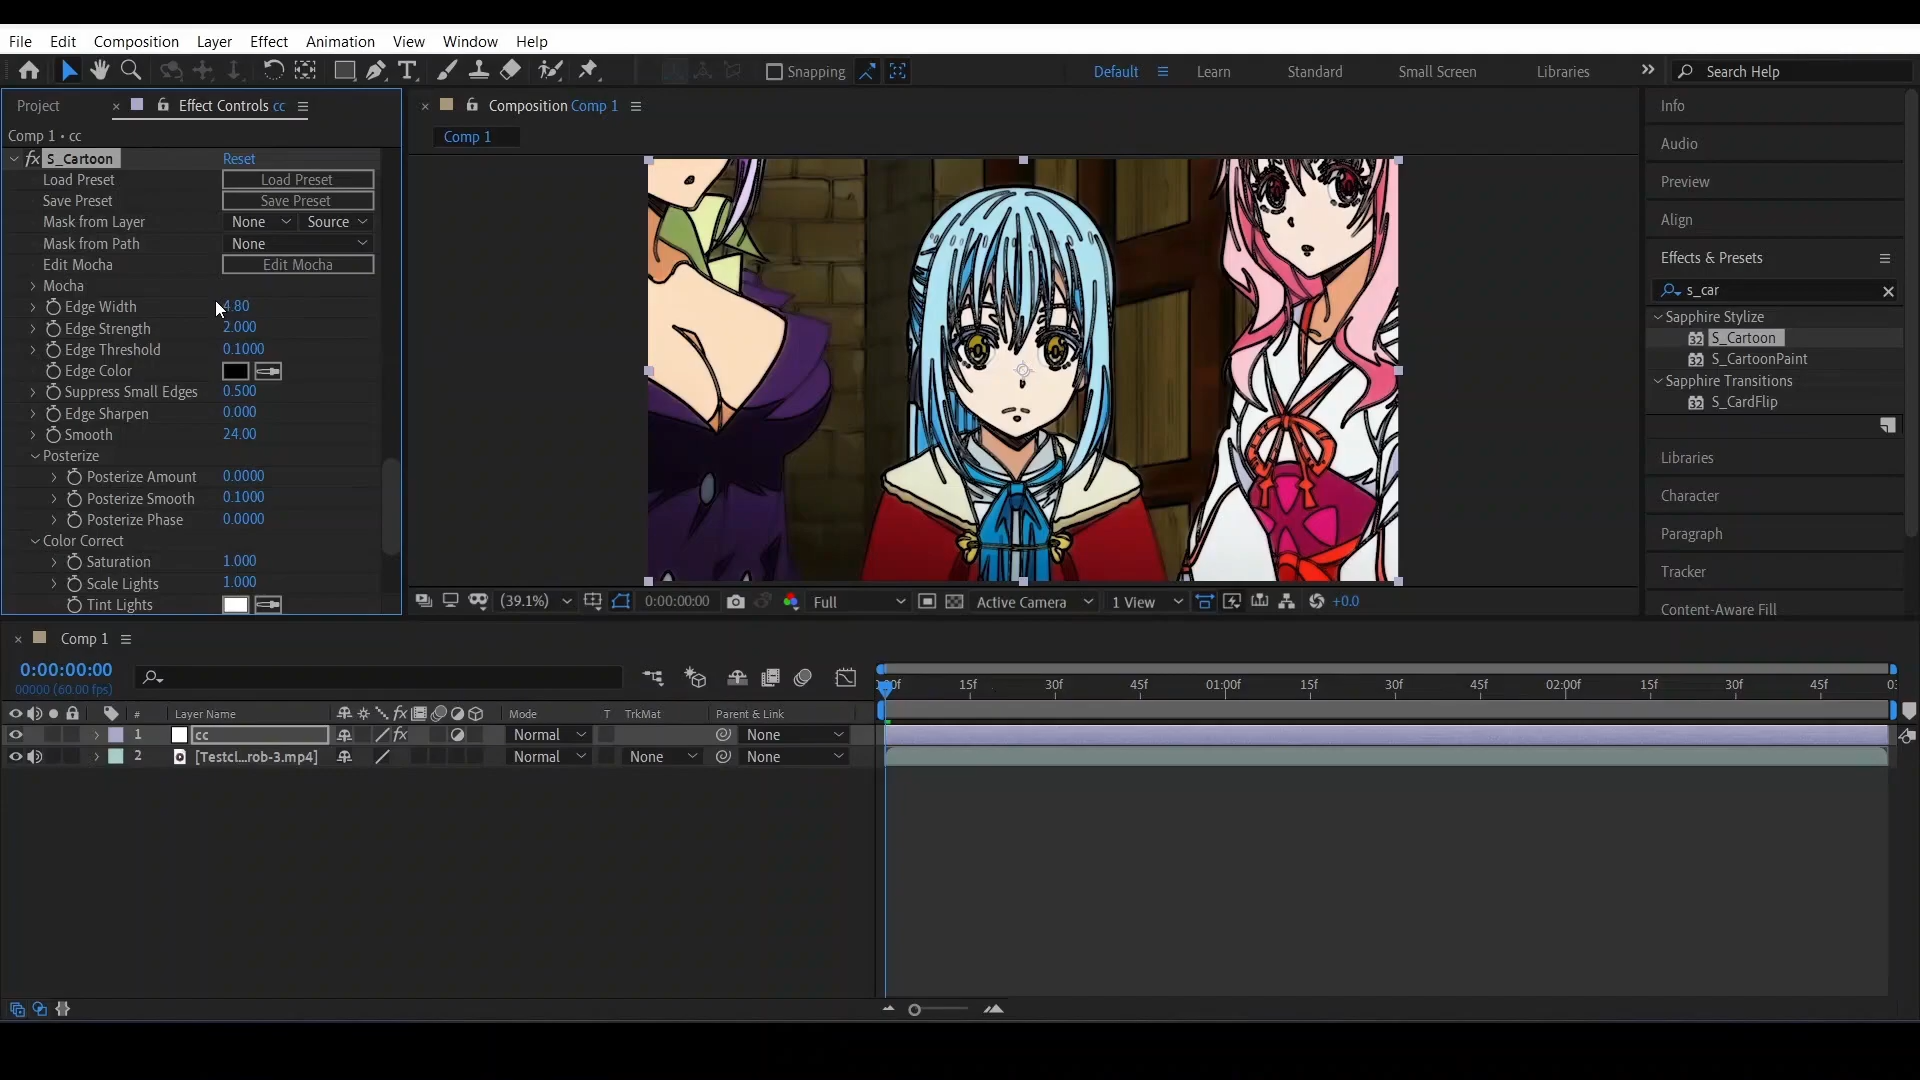 File Edit Composition Layer Effect Animation View Window Help
Snapping Default Learn Standard Small Screen Libraries Search Help
Project Effect Controls cc
Comp 1 • cc
fx S_Cartoon Reset
Load Preset Load Preset
Save Preset Save Preset
Mask from Layer None Source
Mask from Path None
Edit Mocha Edit Mocha
Mocha
Edge Width 4.80
Edge Strength 2.000
Edge Threshold 0.1000
Edge Color
Suppress Small Edges 0.500
Edge Sharpen 0.000
Smooth 24.00
Posterize
Posterize Amount 0.0000
Posterize Smooth 0.1000
Posterize Phase 0.0000
Color Correct
Saturation 1.000
Scale Lights 1.000
Tint Lights
Composition Comp 1
Comp 1
(39.1%) 0:00:00:00 Full Active Camera 1 View +0.0
Info
Audio
Preview
Align
Effects & Presets
s_car
Sapphire Stylize
32 S_Cartoon
32 S_CartoonPaint
Sapphire Transitions
32 S_CardFlip
Libraries
Character
Paragraph
Tracker
Content-Aware Fill
Comp 1
0:00:00:00
00000 (60.00 fps)
15f 30f 45f 01:00f 15f 30f 45f 02:00f 15f 30f 45f
# Layer Name fx Mode T TrkMat Parent & Link
1 cc fx Normal None
2 [Testcl...rob-3.mp4] Normal None None